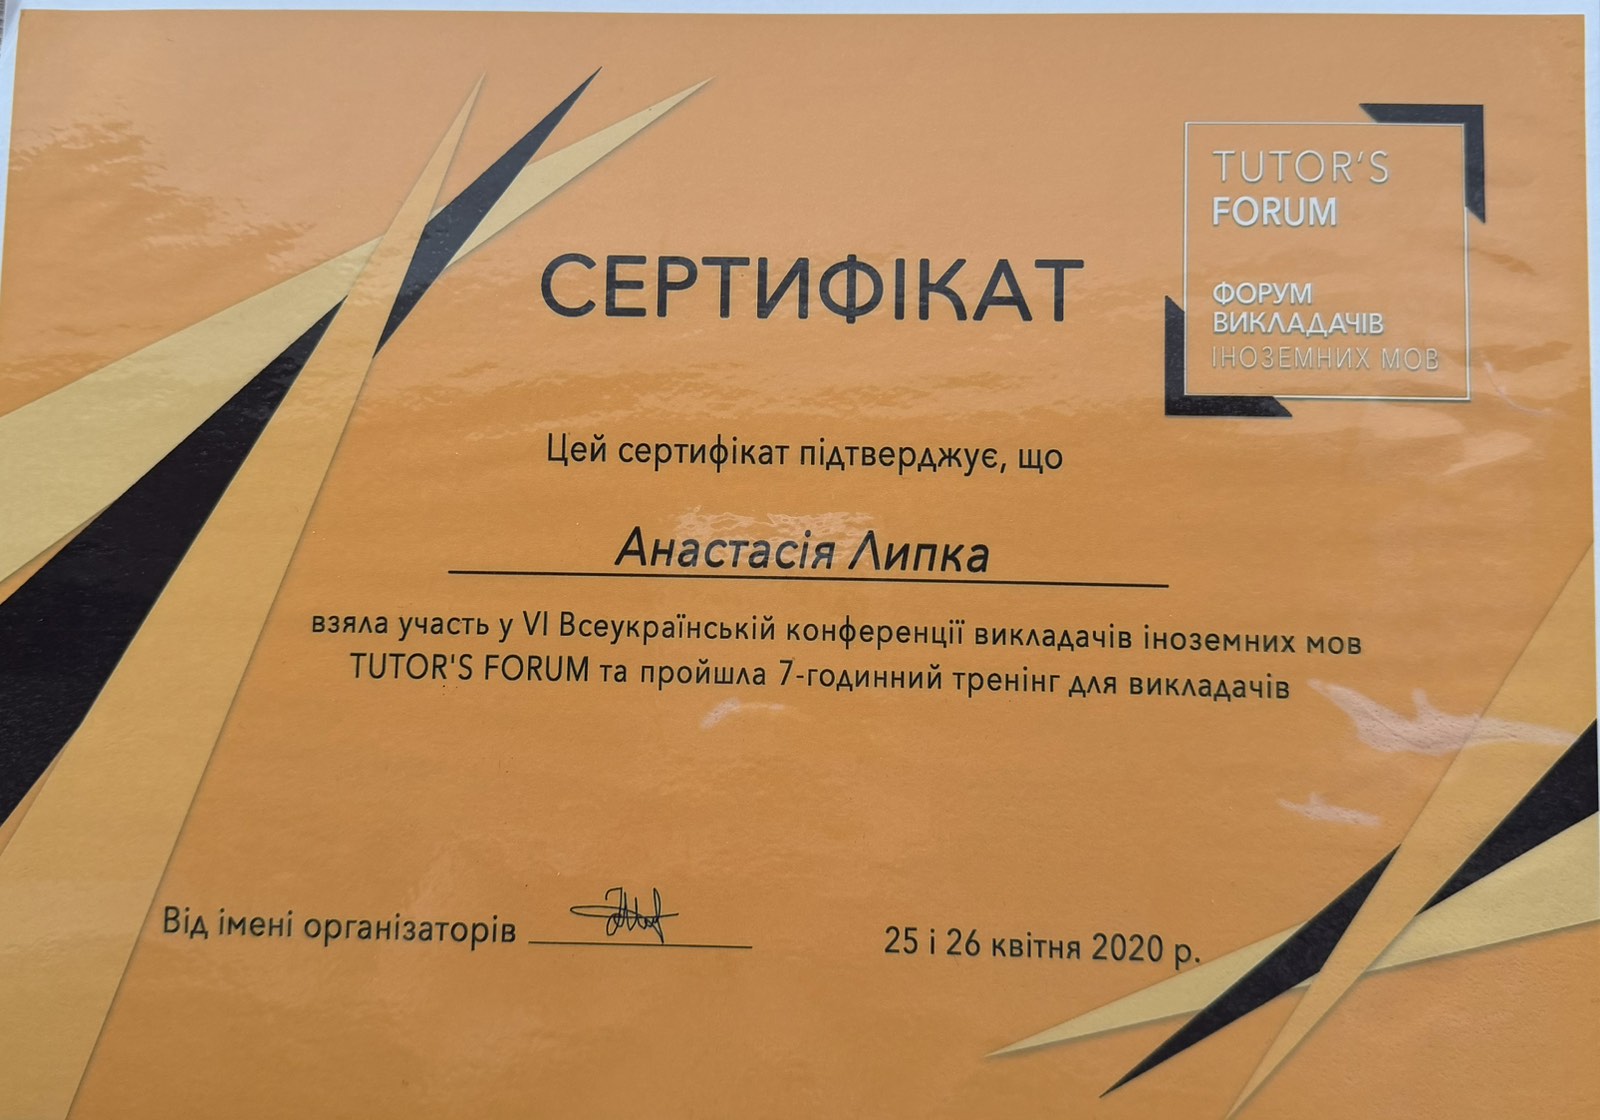 TUTOR'S
FORUM
ФОРУМ
ВИКЛАДАЧІВ
ІНОЗЕМНИХ МОВ
СЕРТИФІКАТ
Цей сертифікат підтверджує, що
Анастасія Липка
взяла участь у VI Всеукраїнській конференції викладачів іноземних мов
TUTOR'S FORUM та пройшла 7-годинний тренінг для викладачів
Від імені організаторів
25 і 26 квітня 2020 р.